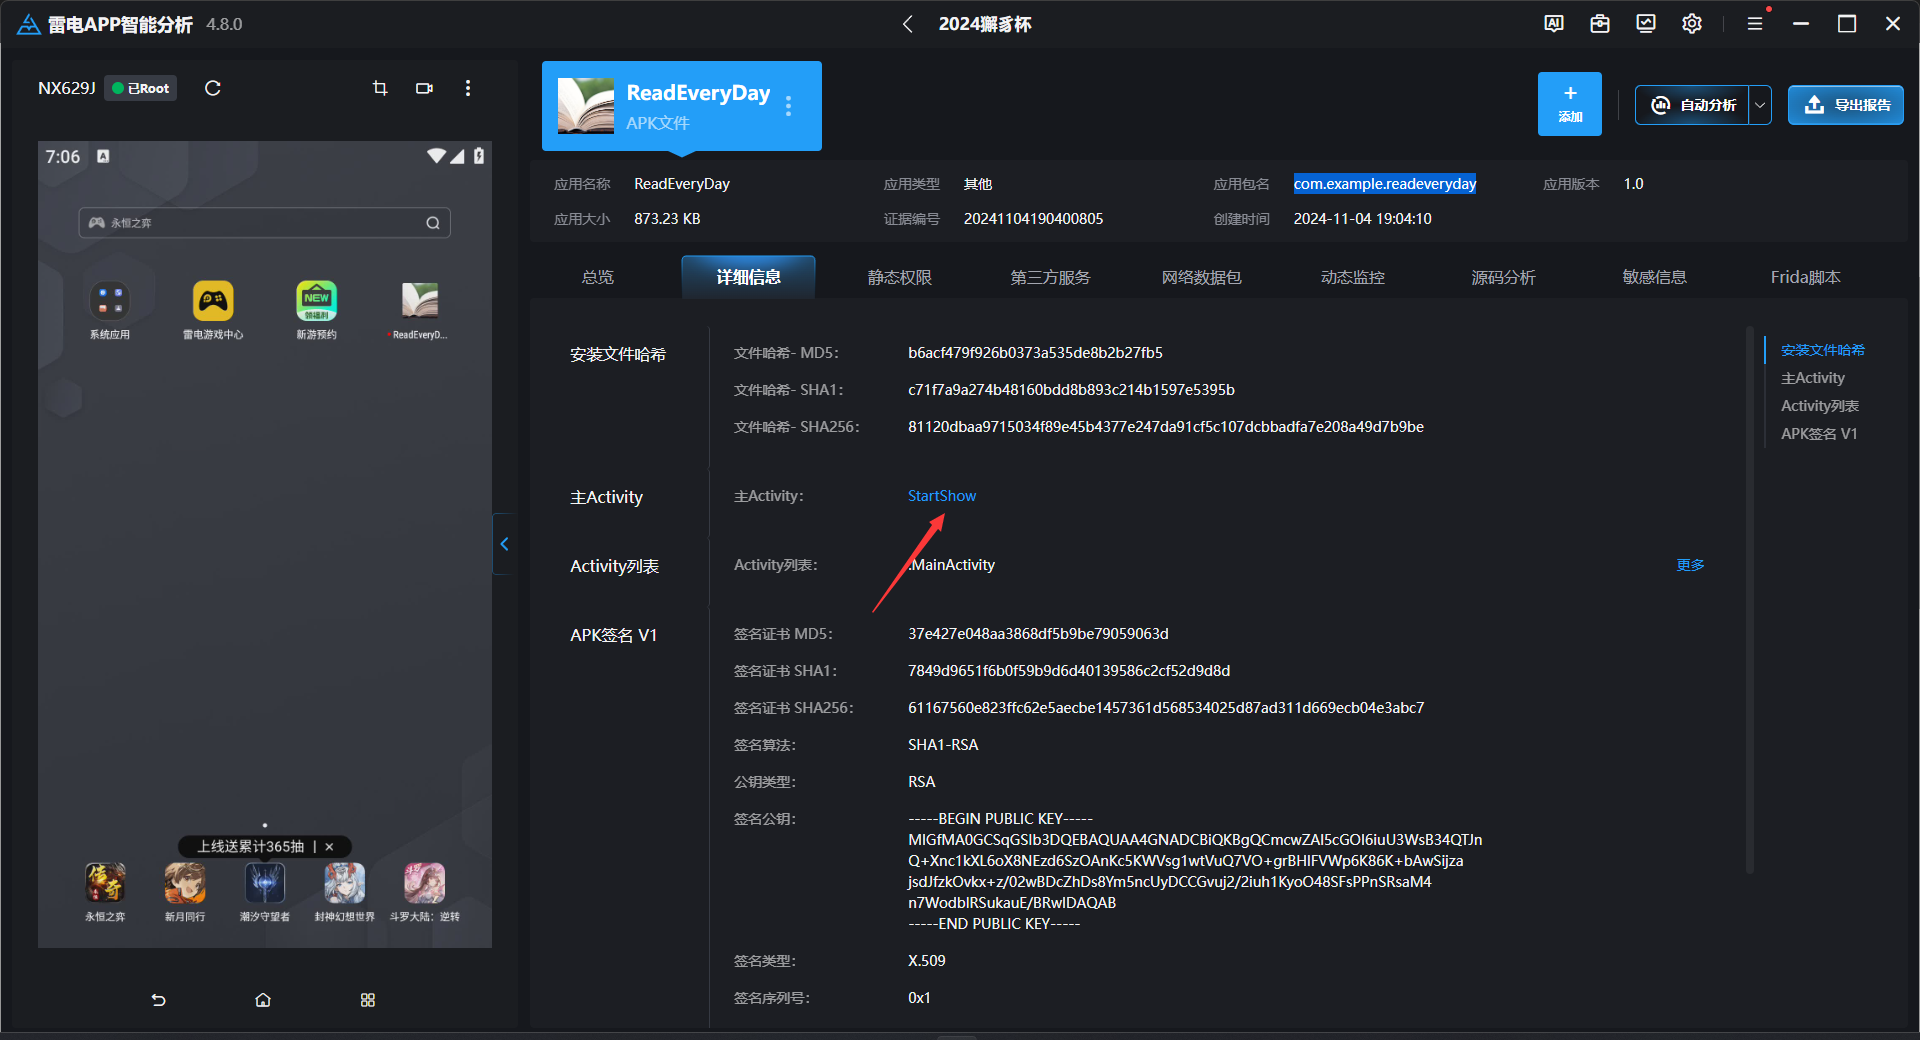 雷电APP智能分析 4.8.0
2024獬豸杯
AI
NX629J
已Root
ReadEveryDay
APK文件
+
添加
自动分析
导出报告
7:06
A
永恒之弈
系统应用
雷电游戏中心
NEW
领福利
新游预约
ReadEveryD...
应用名称 ReadEveryDay 应用类型 其他 应用包名 com.example.readeveryday 应用版本 1.0
应用大小 873.23 KB 证据编号 20241104190400805 创建时间 2024-11-04 19:04:10
总览 详细信息 静态权限 第三方服务 网络数据包 动态监控 源码分析 敏感信息 Frida脚本
安装文件哈希
文件哈希- MD5: b6acf479f926b0373a535de8b2b27fb5
文件哈希- SHA1: c71f7a9a274b48160bdd8b893c214b1597e5395b
文件哈希- SHA256: 81120dbaa9715034f89e45b4377e247da91cf5c107dcbbadfa7e208a49d7b9be
主Activity
主Activity: StartShow
Activity列表
Activity列表: .MainActivity 更多
APK签名 V1
签名证书 MD5: 37e427e048aa3868df5b9be79059063d
签名证书 SHA1: 7849d9651f6b0f59b9d6d40139586c2cf52d9d8d
签名证书 SHA256: 61167560e823ffc62e5aecbe1457361d568534025d87ad311d669ecb04e3abc7
签名算法: SHA1-RSA
公钥类型: RSA
签名公钥: -----BEGIN PUBLIC KEY-----
MIGfMA0GCSqGSIb3DQEBAQUAA4GNADCBiQKBgQCmcwZAI5cGOI6iuU3WsB34QTJn
Q+Xnc1kXL6oX8NEzd6SzOAnKc5KWVsg1wtVuQ7VO+grBHIFVWp6K86K+bAwSijza
jsdJfzkOvkx+z/02wBDcZhDs8Ym5ncUyDCCGvuj2/2iuh1KyoO48SFsPPnSRsaM4
n7WodbIRSukauE/BRwIDAQAB
-----END PUBLIC KEY-----
签名类型: X.509
签名序列号: 0x1
安装文件哈希
主Activity
Activity列表
APK签名 V1
上线送累计365抽 | ×
传奇
永恒之弈
新月同行
潮汐守望者
封神幻想世界
斗罗大陆：逆转